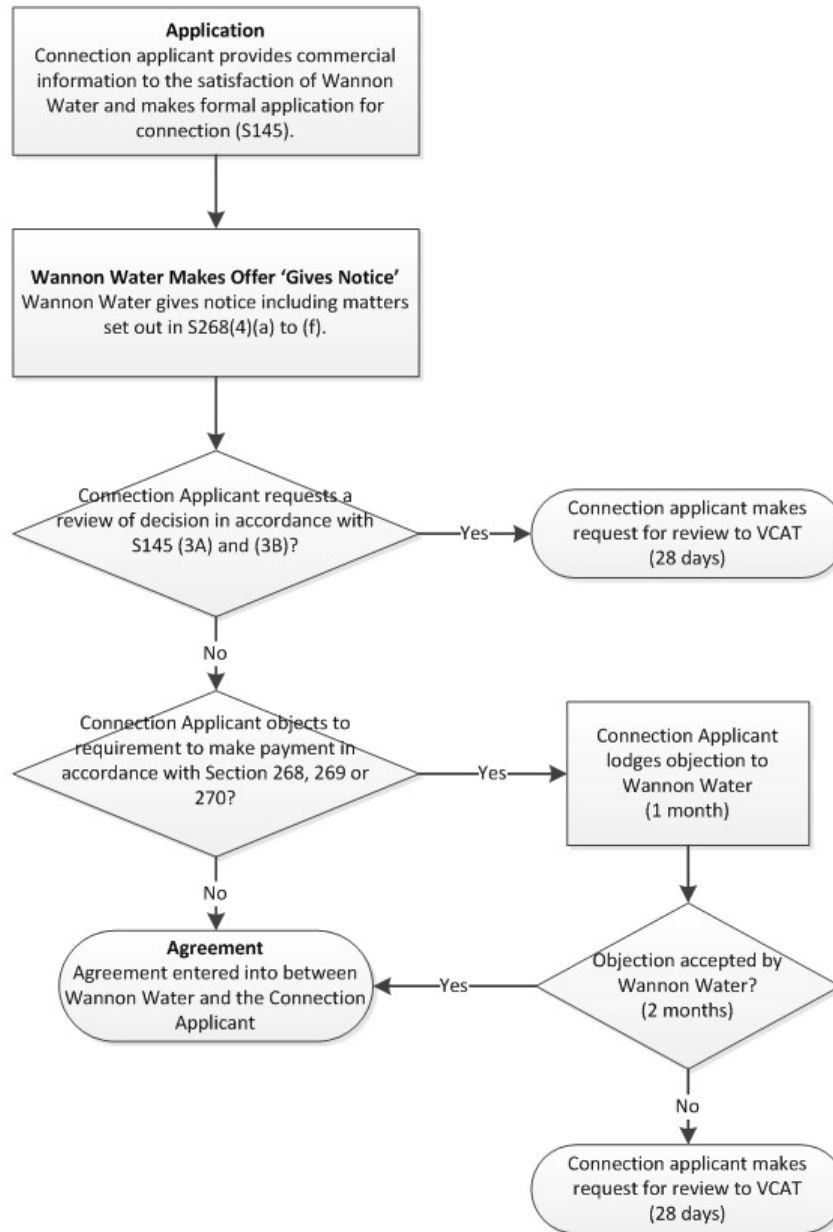 Application
Connection applicant provides commercial
information to the satisfaction of Wannon
Water and makes formal application for
connection (S145).
Wannon Water Makes Offer ‘Gives Notice’
Wannon Water gives notice including matters
set out in S268(4)(a) to (f).
Connection Applicant requests a
review of decision in accordance with
S145 (3A) and (3B)?
Yes
Connection applicant makes
request for review to VCAT
(28 days)
No
Connection Applicant objects to
requirement to make payment in
accordance with Section 268, 269 or
270?
Yes
Connection Applicant
lodges objection to
Wannon Water
(1 month)
No
Agreement
Agreement entered into between
Wannon Water and the Connection
Applicant
Yes
Objection accepted by
Wannon Water?
(2 months)
No
Connection applicant makes
request for review to VCAT
(28 days)